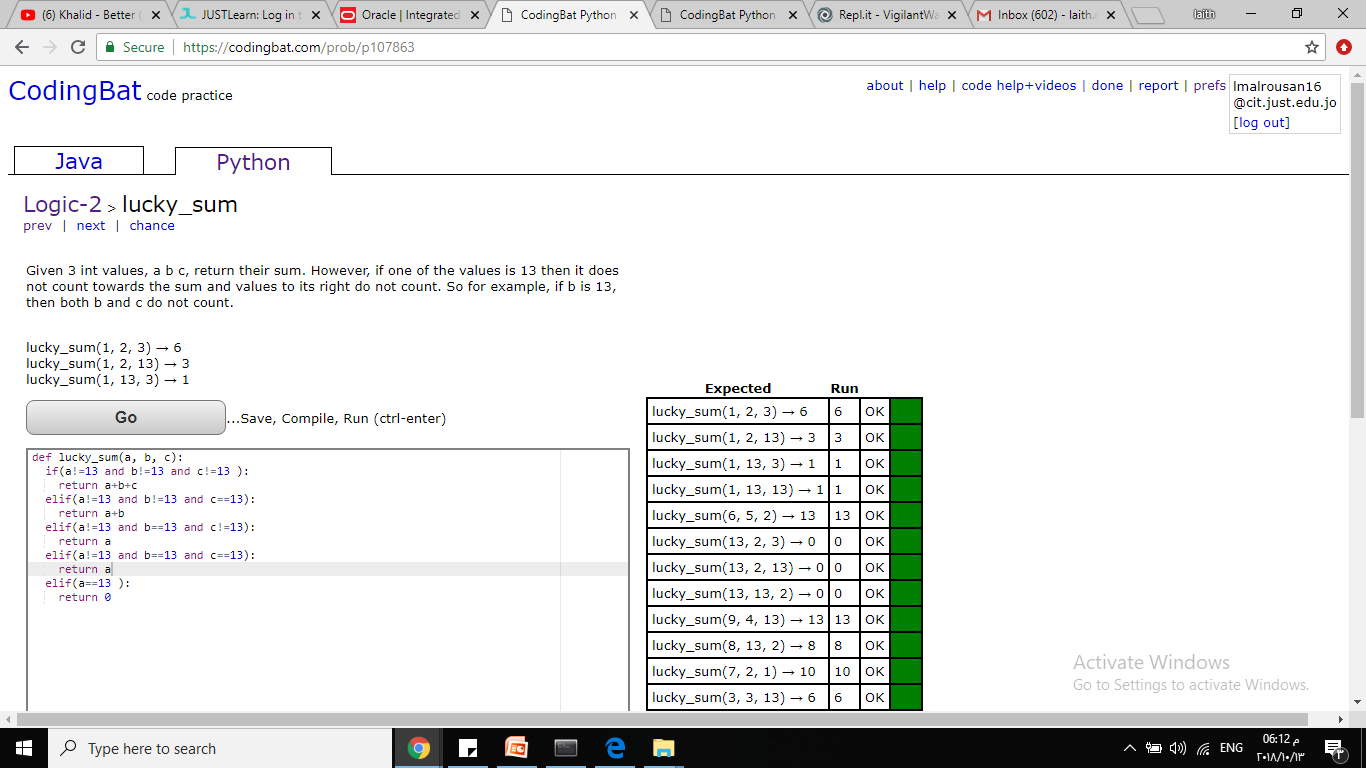 (6) Khalid - Better (
JUSTLearn: Log in t
Oracle | Integrated
CodingBat Python
CodingBat Python
Repl.it - VigilantWa
Inbox (602) - laith.r
laith
Secure
https://codingbat.com/prob/p107863
CodingBat code practice
about | help | code help+videos | done | report | prefs
lmalrousan16
@cit.just.edu.jo
[log out]
Java
Python
Logic-2 > lucky_sum
prev | next | chance
Given 3 int values, a b c, return their sum. However, if one of the values is 13 then it does
not count towards the sum and values to its right do not count. So for example, if b is 13,
then both b and c do not count.
lucky_sum(1, 2, 3) → 6
lucky_sum(1, 2, 13) → 3
lucky_sum(1, 13, 3) → 1
Go
...Save, Compile, Run (ctrl-enter)
def lucky_sum(a, b, c):
if(a!=13 and b!=13 and c!=13 ):
return a+b+c
elif(a!=13 and b!=13 and c==13):
return a+b
elif(a!=13 and b==13 and c!=13):
return a
elif(a!=13 and b==13 and c==13):
return a
elif(a==13 ):
return 0
Expected Run
lucky_sum(1, 2, 3) → 6 6 OK
lucky_sum(1, 2, 13) → 3 3 OK
lucky_sum(1, 13, 3) → 1 1 OK
lucky_sum(1, 13, 13) → 1 1 OK
lucky_sum(6, 5, 2) → 13 13 OK
lucky_sum(13, 2, 3) → 0 0 OK
lucky_sum(13, 2, 13) → 0 0 OK
lucky_sum(13, 13, 2) → 0 0 OK
lucky_sum(9, 4, 13) → 13 13 OK
lucky_sum(8, 13, 2) → 8 8 OK
lucky_sum(7, 2, 1) → 10 10 OK
lucky_sum(3, 3, 13) → 6 6 OK
Activate Windows
Go to Settings to activate Windows.
Type here to search
ENG
06:12 م
٢٠١٨/١٠/١٣
٣